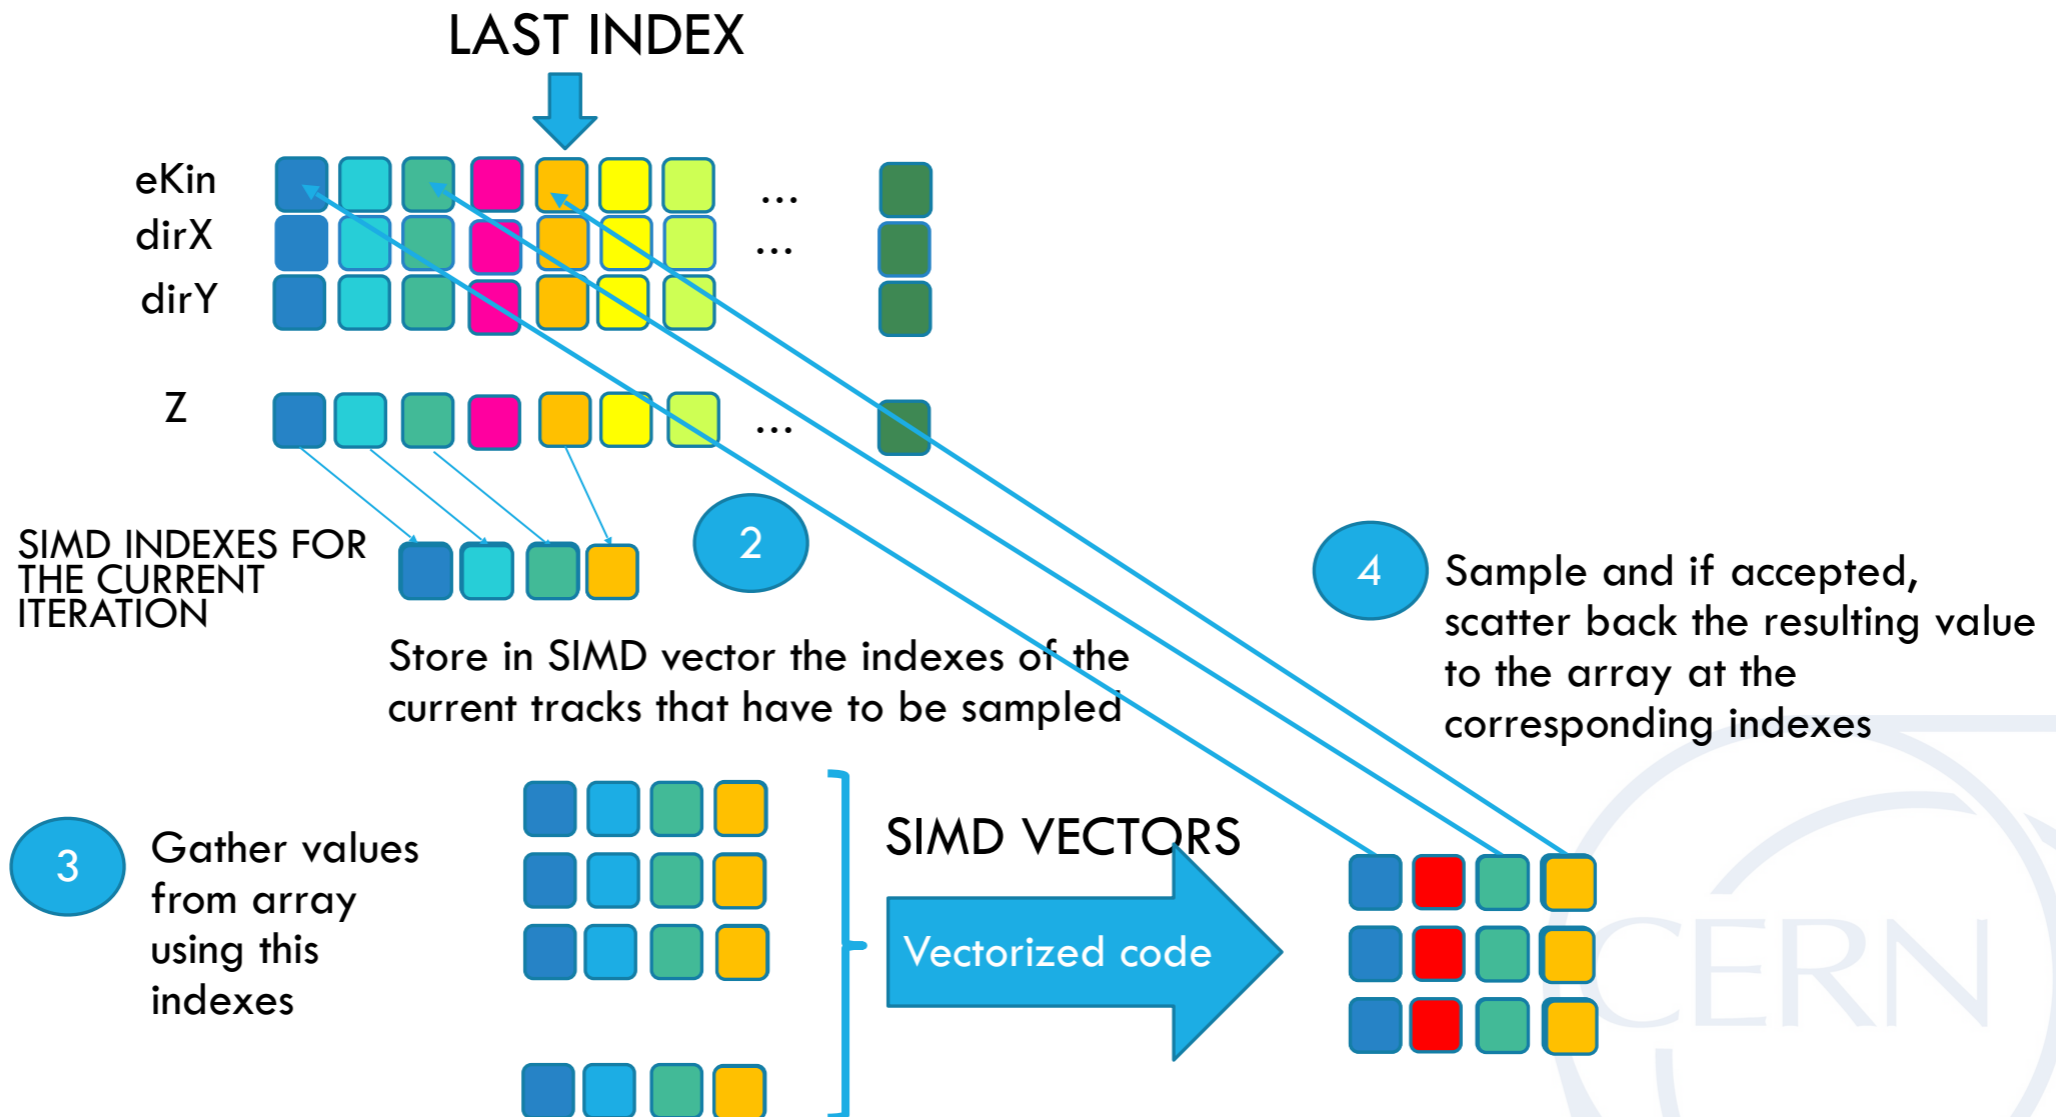 LAST INDEX
eKin
...
dirX
...
dirY
Z
...
SIMD INDEXES FOR
THE CURRENT
ITERATION
2
Store in SIMD vector the indexes of the
current tracks that have to be sampled
4
Sample and if accepted,
scatter back the resulting value
to the array at the
corresponding indexes
3
Gather values
from array
using this
indexes
SIMD VECTORS
Vectorized code
CERN